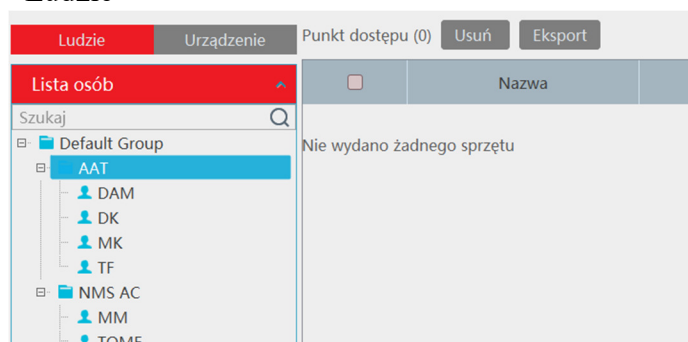 Ludzie Urządzenie Punkt dostępu (0) Usuń Eksport
Lista osób Nazwa
Szukaj
Default Group Nie wydano żadnego sprzętu
AAT
DAM
DK
MK
TF
NMS AC
MM